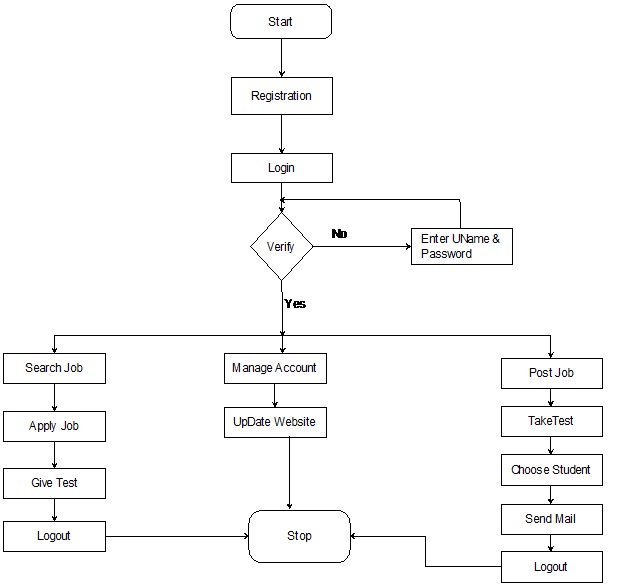 Start
Registration
Login
Verify
No
Enter UName &
Password
Yes
Search Job
Manage Account
Post Job
Apply Job
UpDate Website
TakeTest
Give Test
Choose Student
Logout
Stop
Send Mail
Logout